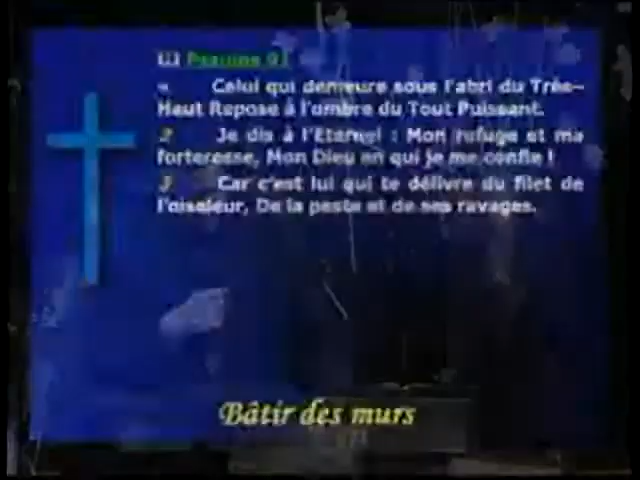 Psaume 91
Celui qui demeure sous l'abri du Très-
Haut Repose à l'ombre du Tout Puissant.
2 Je dis à l'Eternel : Mon refuge et ma
forteresse, Mon Dieu en qui je me confie !
3 Car c'est lui qui te délivre du filet de
l'oiseleur, De la peste et de ses ravages.
Bâtir des murs